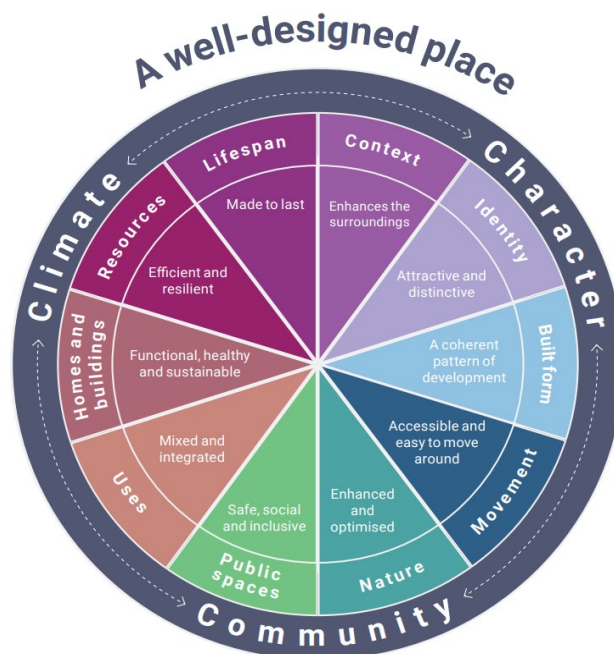 A well-designed place
Climate
Character
Community
Context
Enhances the
surroundings
Identity
Attractive and
distinctive
Built form
A coherent
pattern of
development
Movement
Accessible and
easy to move
around
Nature
Enhanced
and
optimised
Public
spaces
Safe, social
and inclusive
Uses
Mixed and
integrated
Homes and
buildings
Functional, healthy
and sustainable
Resources
Efficient and
resilient
Lifespan
Made to last